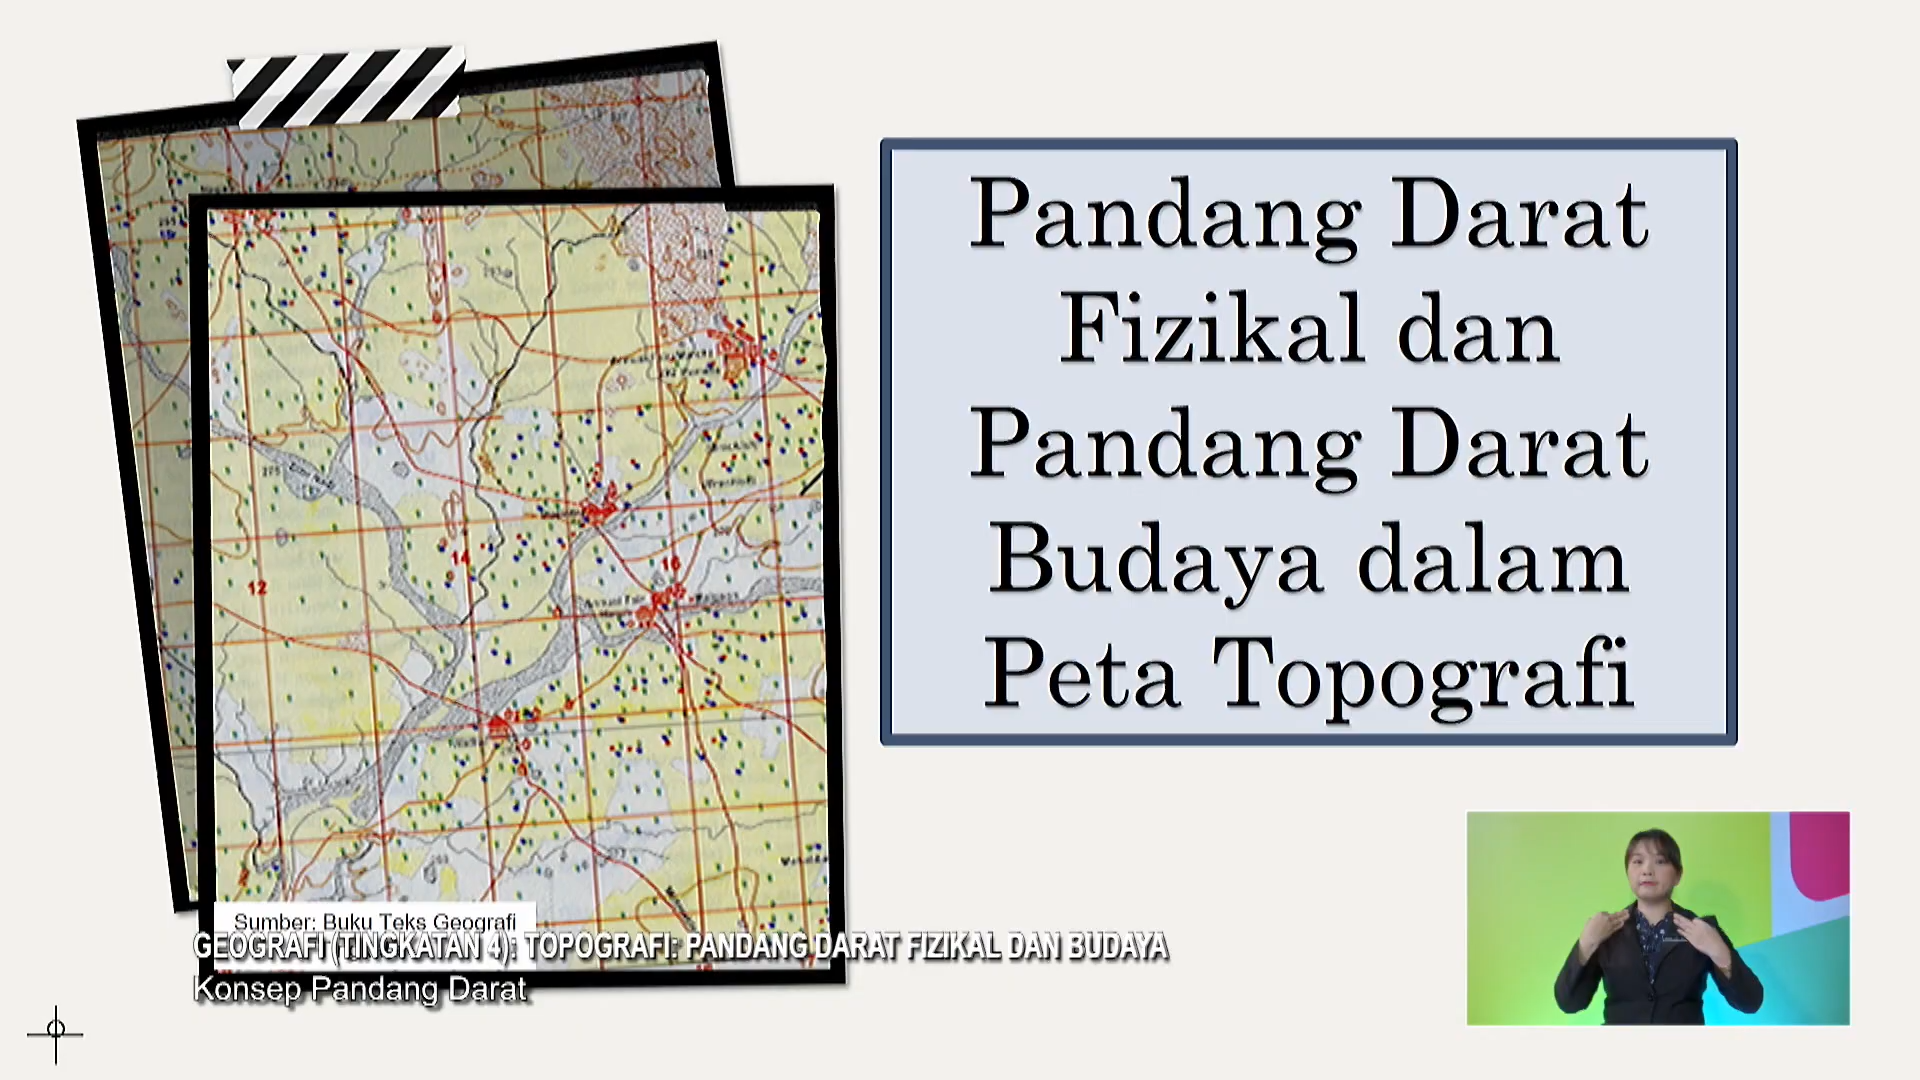 Pandang Darat
Fizikal dan
Pandang Darat
Budaya dalam
Peta Topografi
12
14
16
Sumber: Buku Teks Geografi
GEOGRAFI (TINGKATAN 4): TOPOGRAFI: PANDANG DARAT FIZIKAL DAN BUDAYA
Konsep Pandang Darat